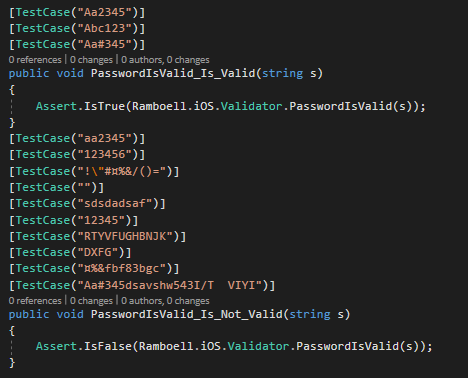 [TestCase("Aa2345")]
[TestCase("Abc123")]
[TestCase("Aa#345")]
0 references | 0 changes | 0 authors, 0 changes
public void PasswordIsValid_Is_Valid(string s)
{
Assert.IsTrue(Ramboell.iOS.Validator.PasswordIsValid(s));
}
[TestCase("aa2345")]
[TestCase("123456")]
[TestCase("!\"#¤%&/()=")]
[TestCase("")]
[TestCase("sdsdadsaf")]
[TestCase("12345")]
[TestCase("RTYVFUGHBNJK")]
[TestCase("DXFG")]
[TestCase("¤%&fbf83bgc")]
[TestCase("Aa#345dsavshw543I/T  VIYI")]
0 references | 0 changes | 0 authors, 0 changes
public void PasswordIsValid_Is_Not_Valid(string s)
{
Assert.IsFalse(Ramboell.iOS.Validator.PasswordIsValid(s));
}